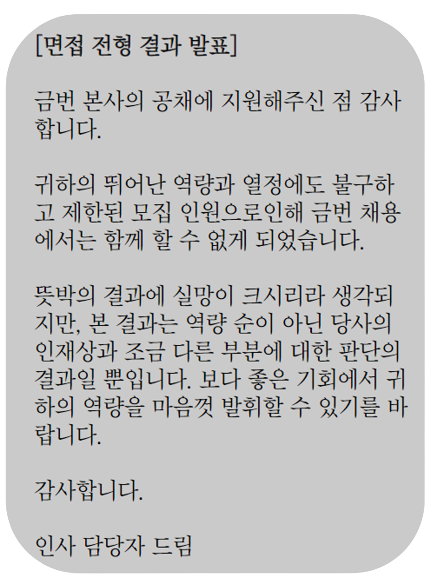 [면접 전형 결과 발표]
금번 본사의 공채에 지원해주신 점 감사
합니다.
귀하의 뛰어난 역량과 열정에도 불구하
고 제한된 모집 인원으로인해 금번 채용
에서는 함께 할 수 없게 되었습니다.
뜻박의 결과에 실망이 크시리라 생각되
지만, 본 결과는 역량 순이 아닌 당사의
인재상과 조금 다른 부분에 대한 판단의
결과일 뿐입니다. 보다 좋은 기회에서 귀
하의 역량을 마음껏 발휘할 수 있기를 바
랍니다.
감사합니다.
인사 담당자 드림